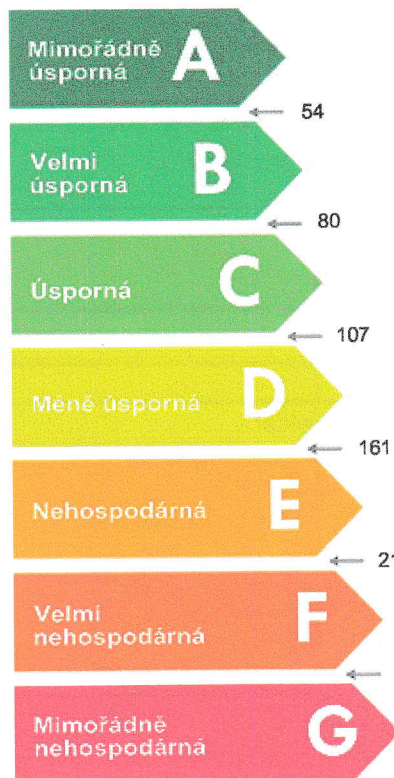 Mimořádně
úsporná
A
54
Velmi
úsporná
B
80
Úsporná
C
107
Méně úsporná
D
161
Nehospodárná
E
Velmi
nehospodárná
F
Mimořádně
nehospodárná
G